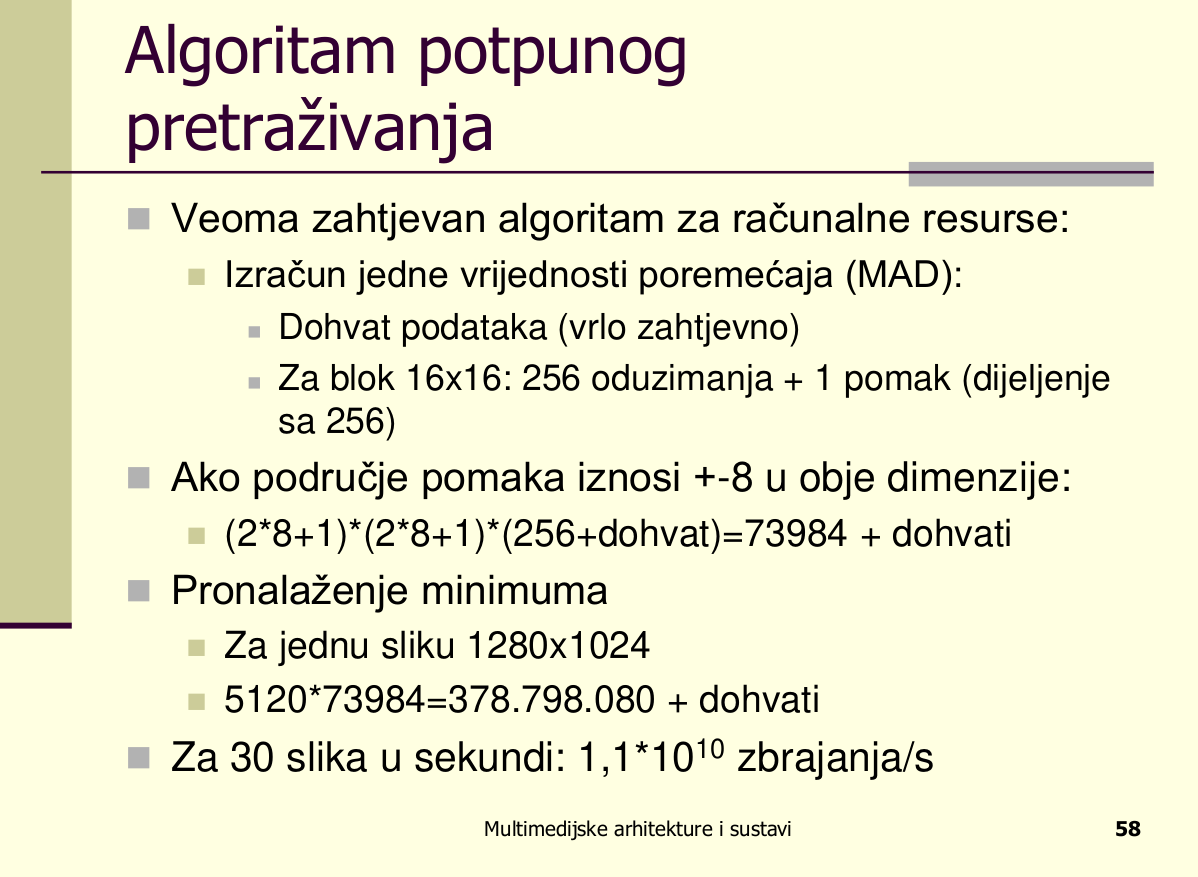 Algoritam potpunog
pretraživanja
Veoma zahtjevan algoritam za računalne resurse:
Izračun jedne vrijednosti poremećaja (MAD):
Dohvat podataka (vrlo zahtjevno)
Za blok 16x16: 256 oduzimanja + 1 pomak (dijeljenje
sa 256)
Ako područje pomaka iznosi +-8 u obje dimenzije:
(2*8+1)*(2*8+1)*(256+dohvat)=73984 + dohvati
Pronalaženje minimuma
Za jednu sliku 1280x1024
5120*73984=378.798.080 + dohvati
Za 30 slika u sekundi: 1,1*10¹⁰ zbrajanja/s
Multimedijske arhitekture i sustavi
58